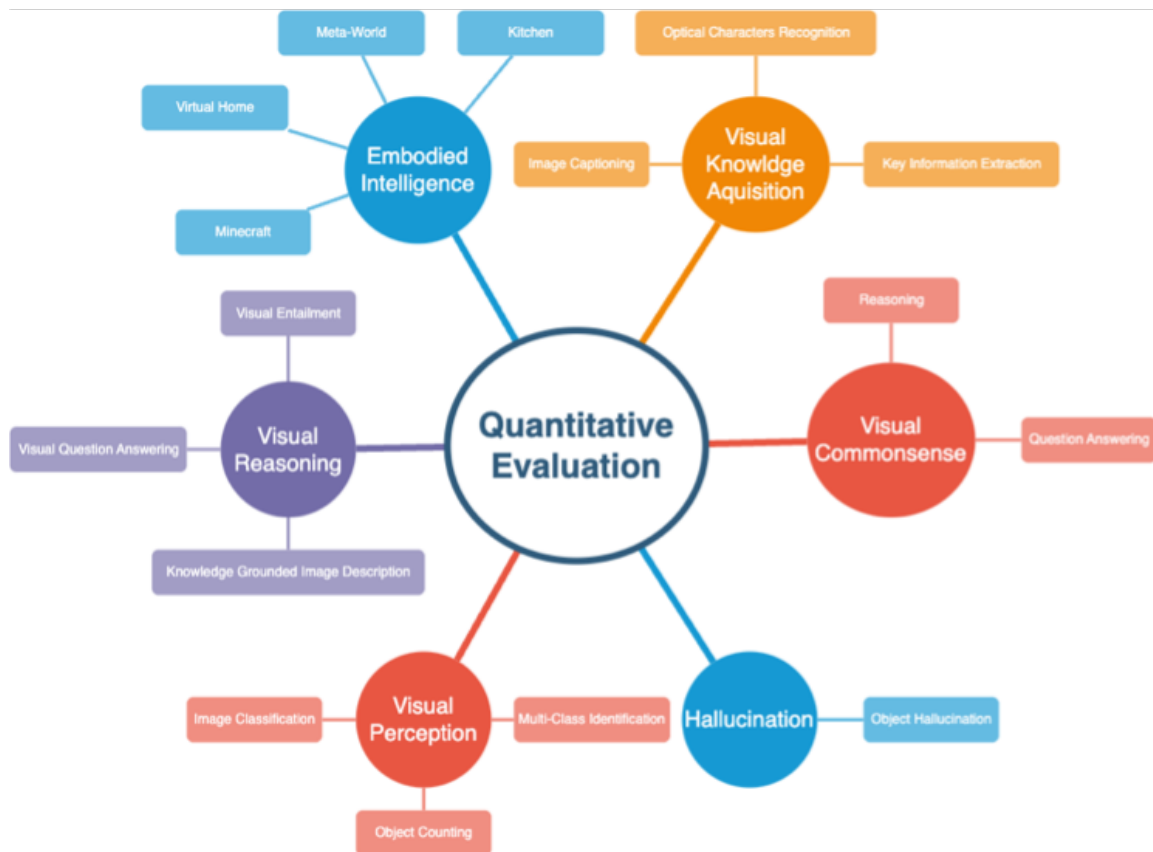 Meta-World
Kitchen
Optical Characters Recognition
Virtual Home
Embodied
Intelligence
Visual
Knowldge
Aquisition
Image Captioning
Key Information Extraction
Minecraft
Visual Entailment
Reasoning
Visual Question Answering
Visual
Reasoning
Quantitative
Evaluation
Visual
Commonsense
Question Answering
Knowledge Grounded Image Description
Image Classification
Visual
Perception
Multi-Class Identification
Hallucination
Object Hallucination
Object Counting